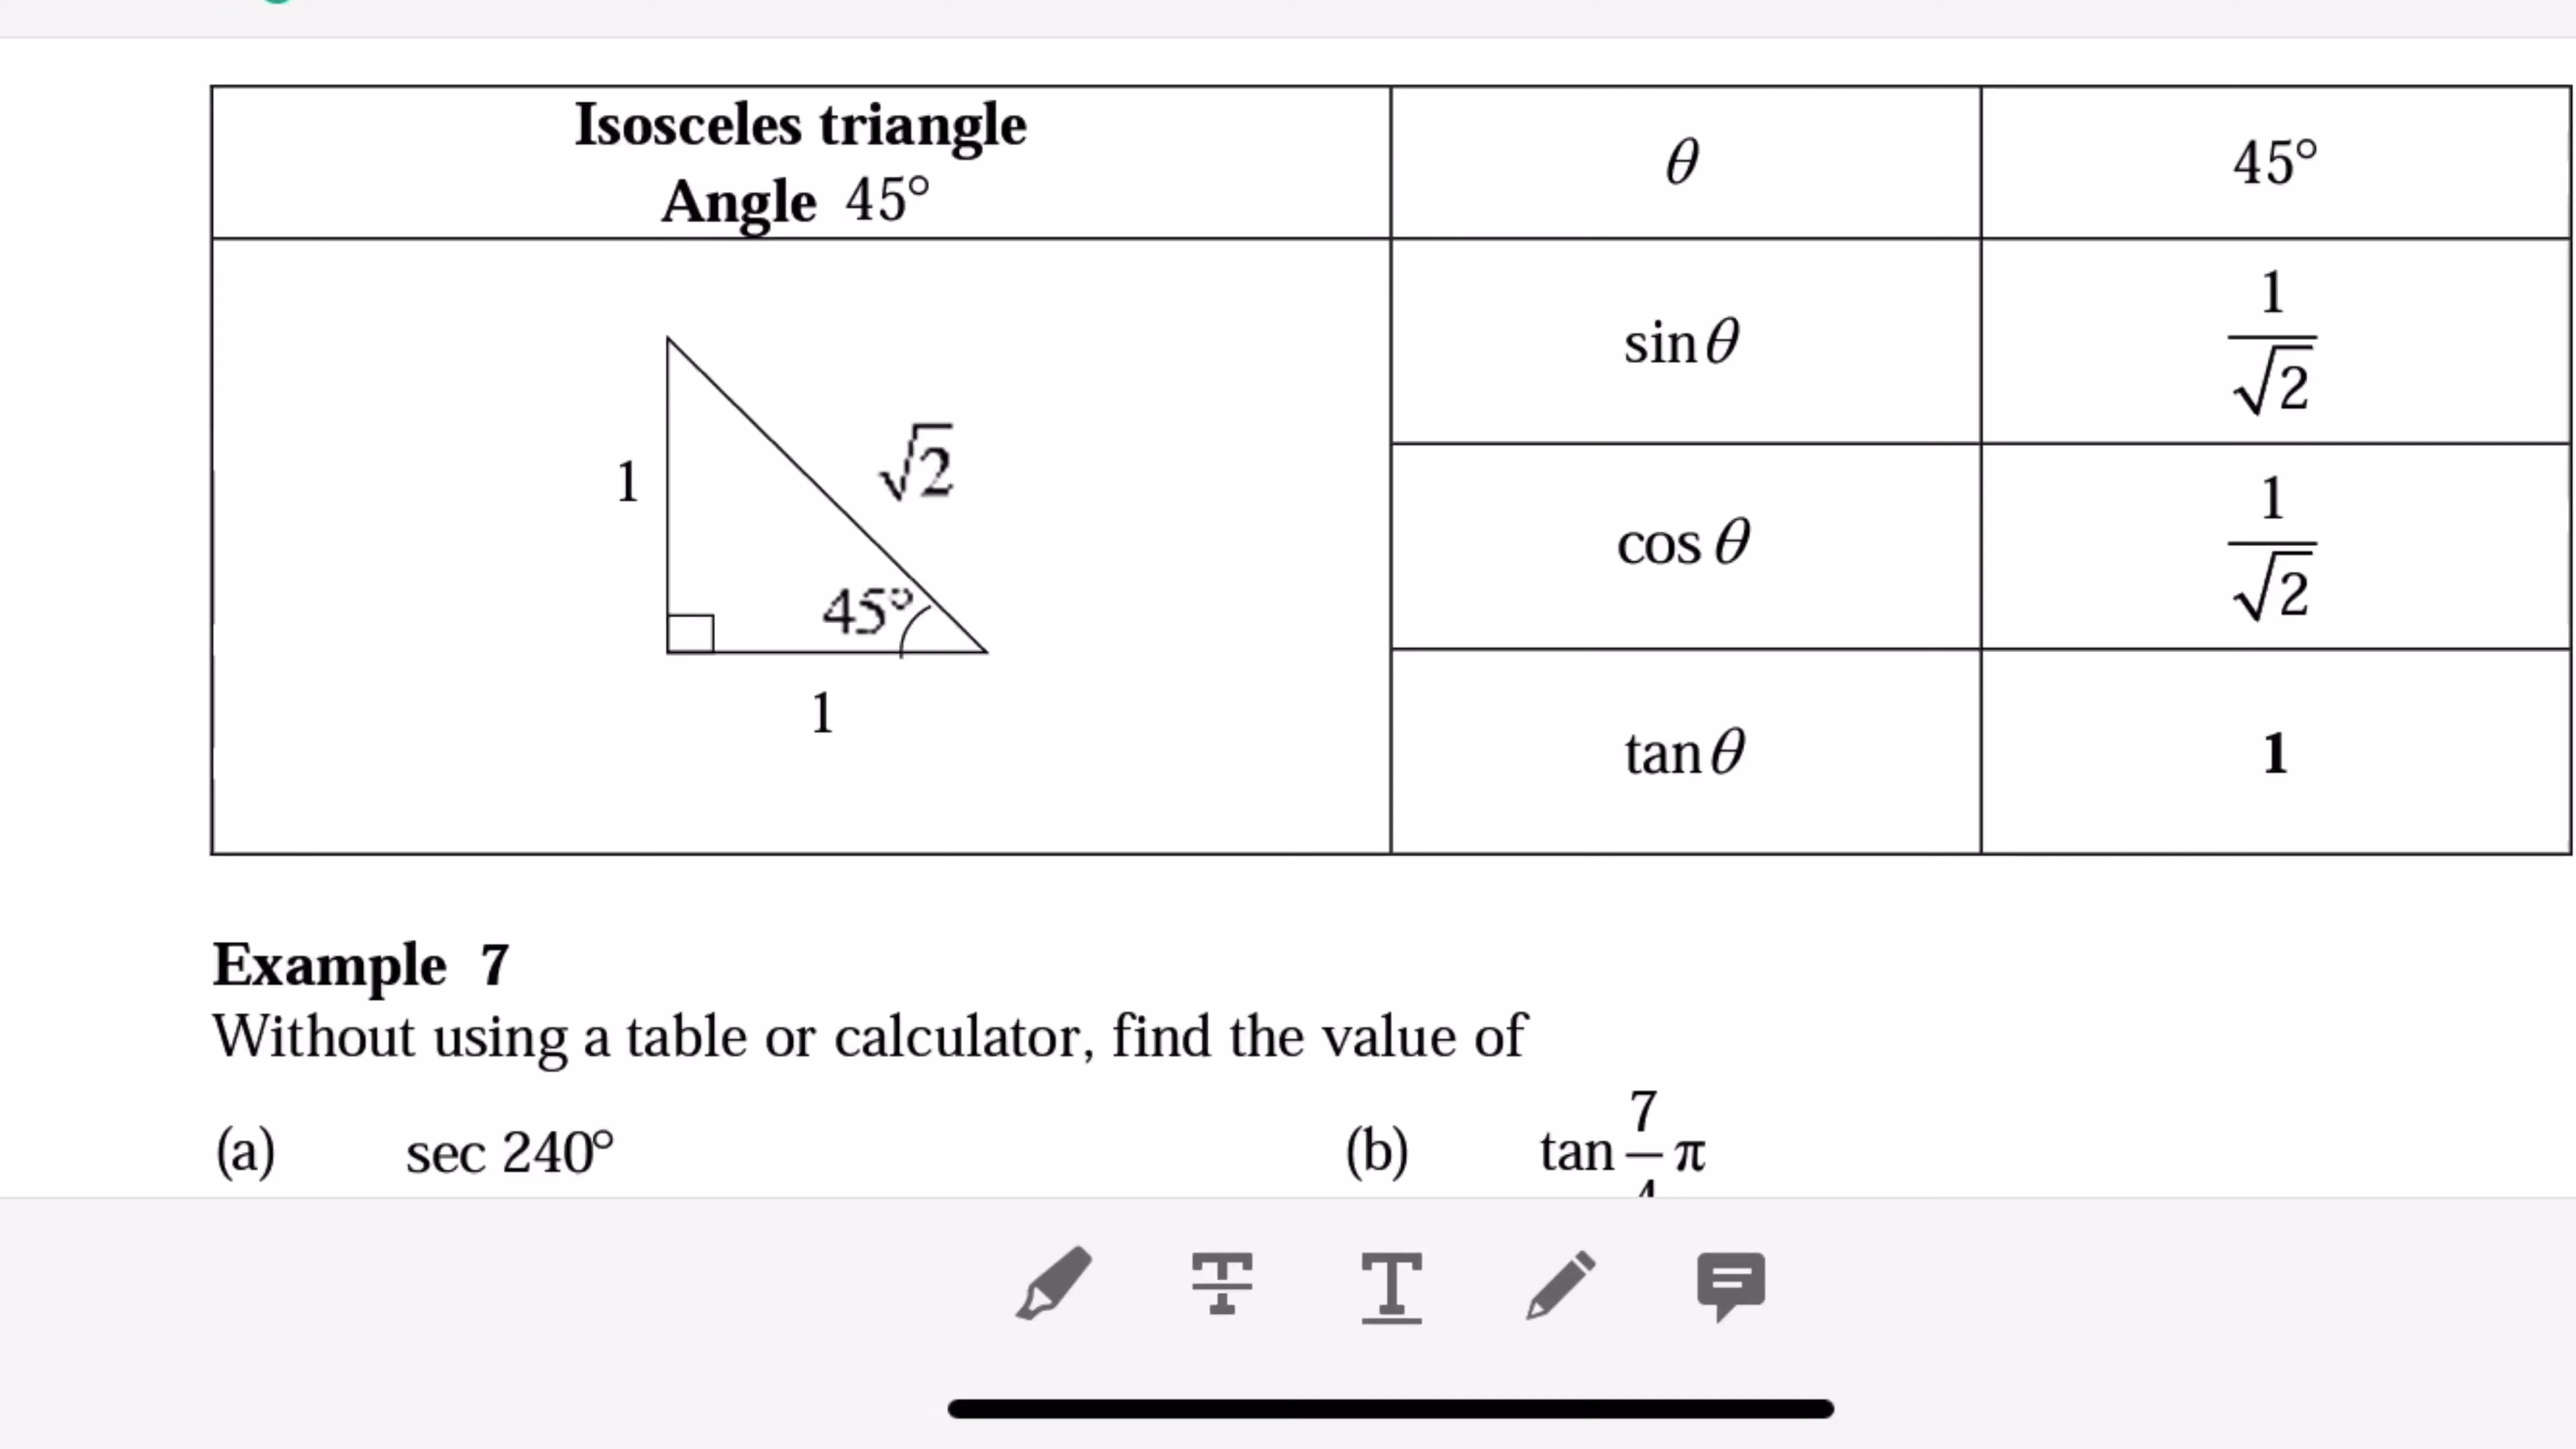 Isosceles triangle
Angle 45°
θ
45°
1
√2
45°
1
sin θ
1/√2
cos θ
1/√2
tan θ
1
Example 7
Without using a table or calculator, find the value of
(a) sec 240°
(b) tan 7/4 π